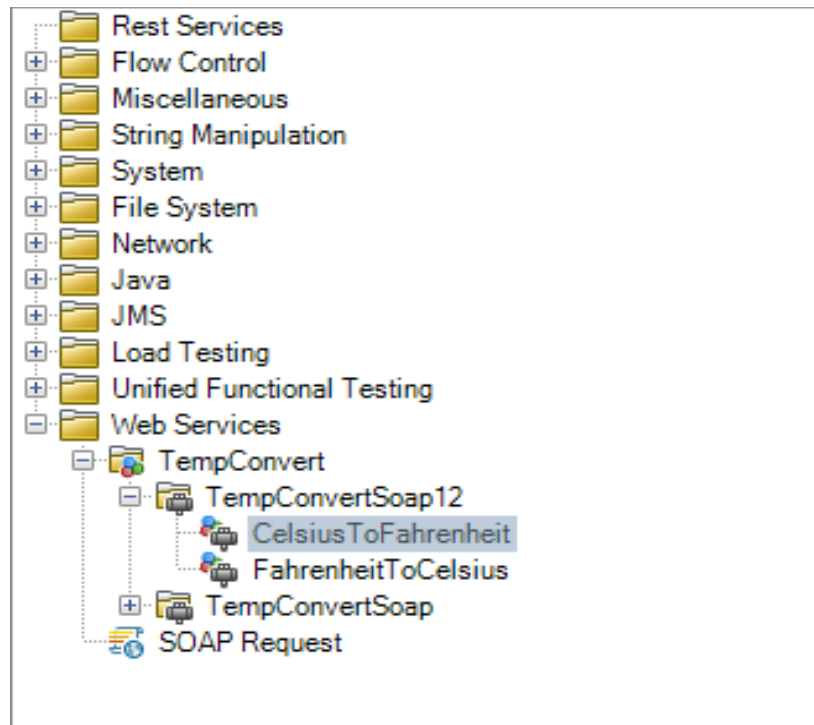 Rest Services
Flow Control
Miscellaneous
String Manipulation
System
File System
Network
Java
JMS
Load Testing
Unified Functional Testing
Web Services
TempConvert
TempConvertSoap12
CelsiusToFahrenheit
FahrenheitToCelsius
TempConvertSoap
SOAP Request